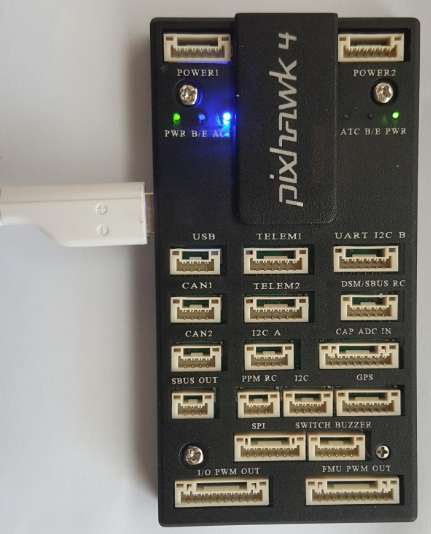 POWER1
POWER2
pixhawk 4
PWR B/E AC
ATC B/E PWR
USB TELEM1 UART I2C B
CAN1 TELEM2 DSM/SBUS RC
CAN2 I2C A CAP ADC IN
SBUS OUT PPM RC I2C GPS
SPI SWITCH BUZZER
I/O PWM OUT FMU PWM OUT